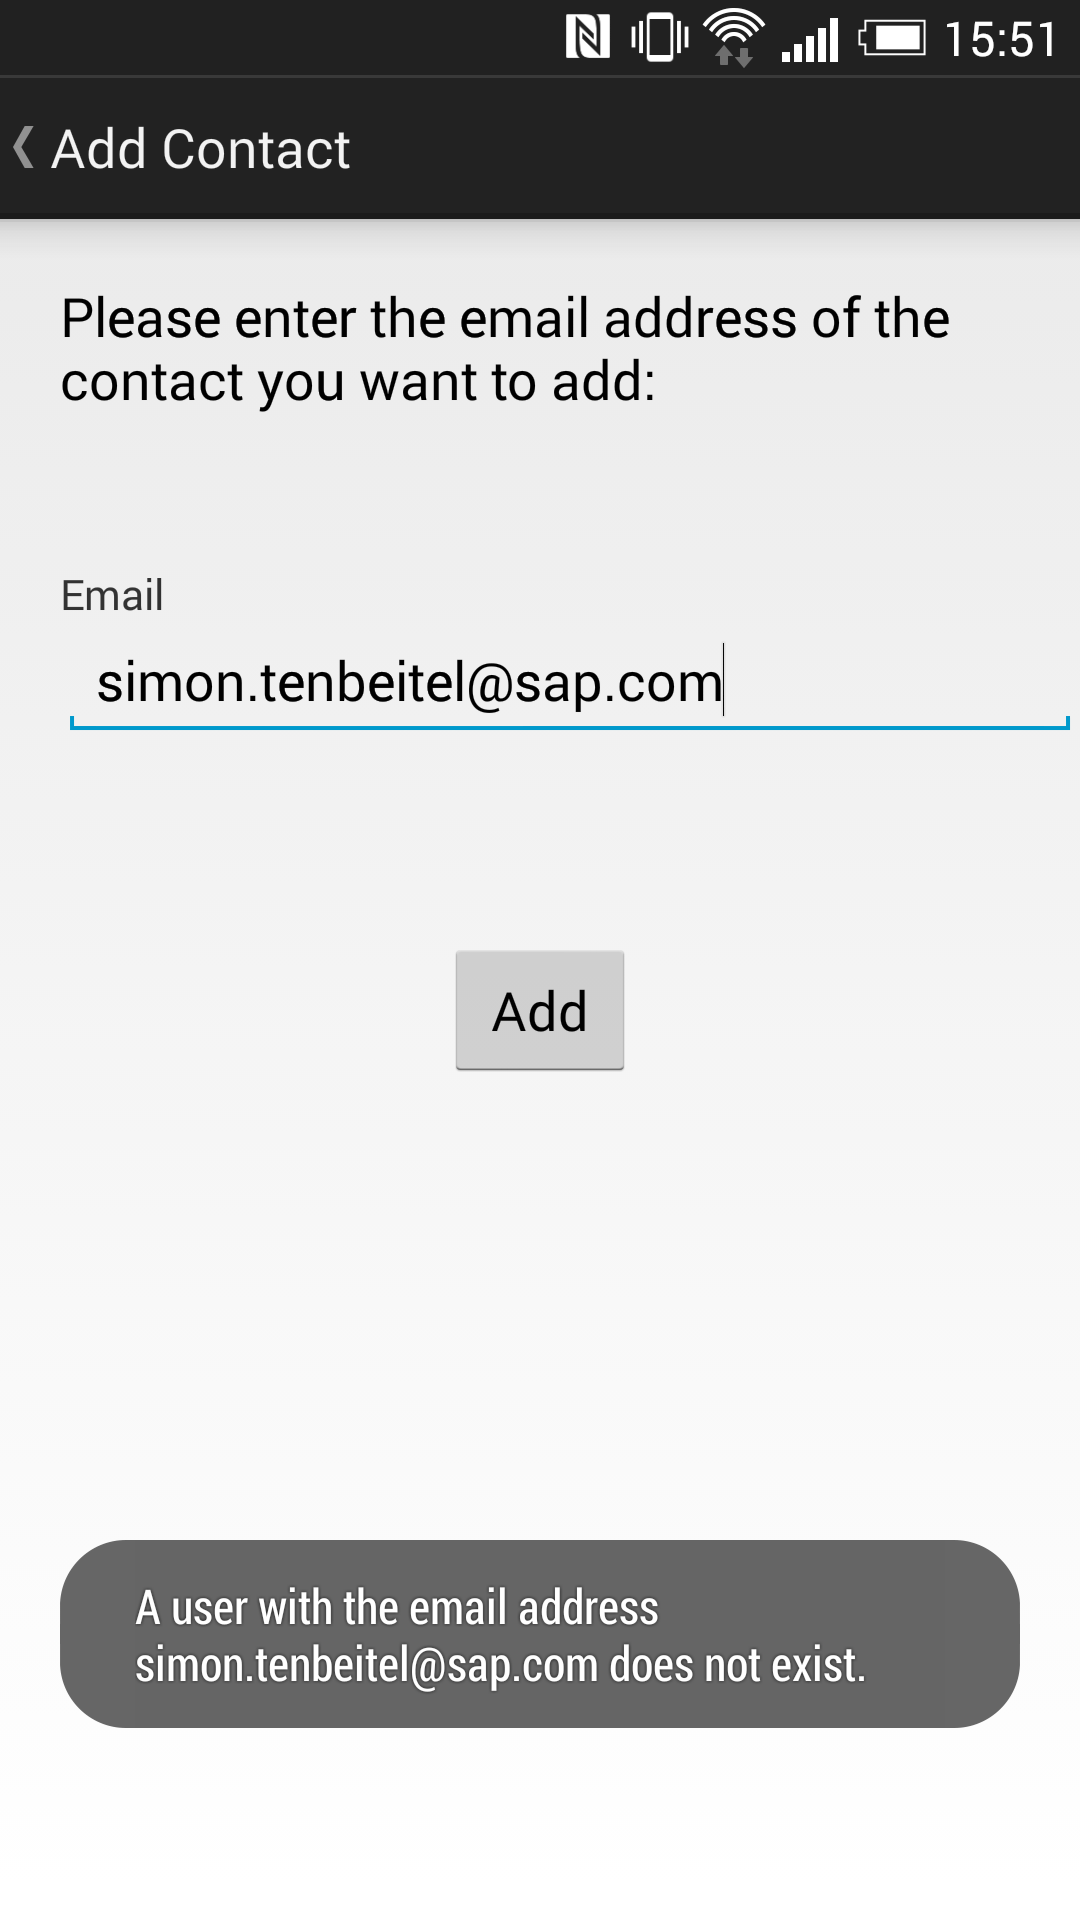 15:51
Add Contact
Please enter the email address of the
contact you want to add:
Email
simon.tenbeitel@sap.com
Add
A user with the email address
simon.tenbeitel@sap.com does not exist.